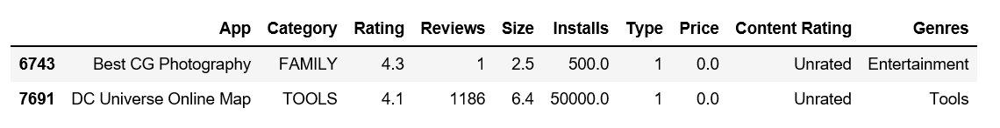 App Category Rating Reviews Size Installs Type Price Content Rating Genres
6743 Best CG Photography FAMILY 4.3 1 2.5 500.0 1 0.0 Unrated Entertainment
7691 DC Universe Online Map TOOLS 4.1 1186 6.4 50000.0 1 0.0 Unrated Tools